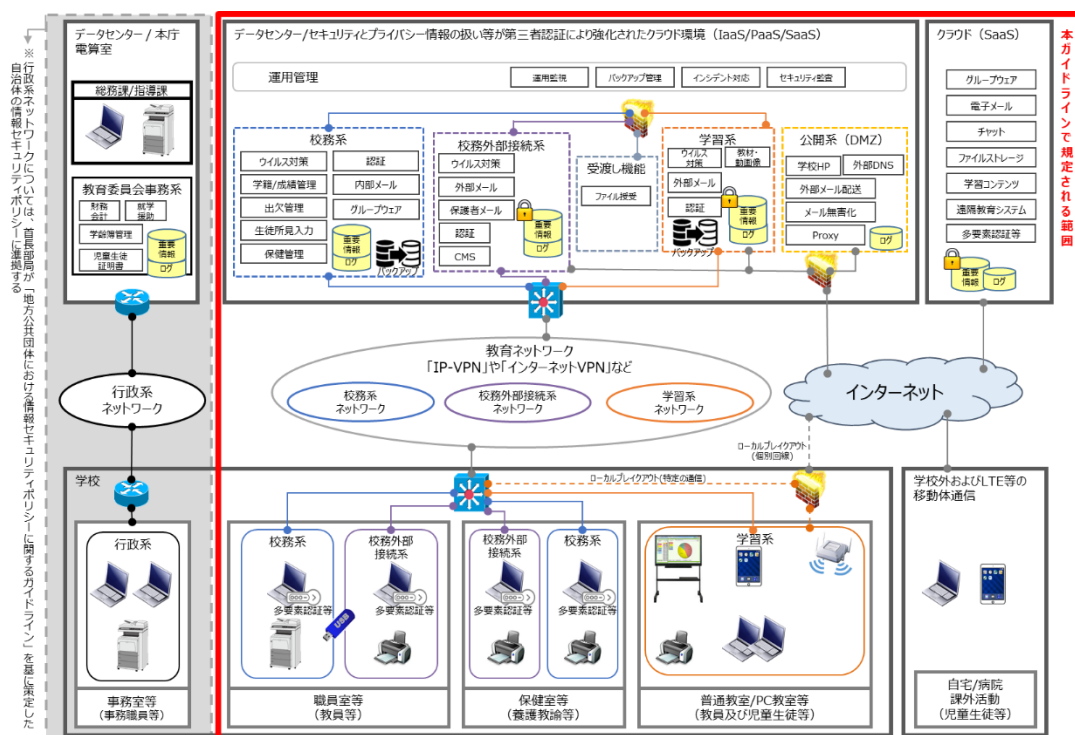 ※行政系ネットワークについては、首長部局が「地方公共団体における情報セキュリティポリシーに関するガイドライン」を基に策定した
自治体の情報セキュリティポリシーに準拠する
データセンター / 本庁
電算室
総務課/指導課
教育委員会事務系
財務
会計
就学
援助
学齢簿管理
児童生徒
証明書
重要
情報
ログ
行政系
ネットワーク
データセンター/セキュリティとプライバシー情報の扱い等が第三者認証により強化されたクラウド環境（IaaS/PaaS/SaaS）
運用管理
運用監視
バックアップ管理
インシデント対応
セキュリティ監査
校務系
ウイルス対策
認証
学籍/成績管理
内部メール
出欠管理
グループウェア
生徒所見入力
保健管理
重要
情報
ログ
バックアップ
校務外部接続系
ウイルス対策
外部メール
保護者メール
認証
CMS
重要
情報
ログ
受渡し機能
ファイル授受
学習系
ウイルス
対策
教材・
動画像
外部メール
認証
重要
情報
ログ
バックアップ
公開系（DMZ）
学校HP
外部DNS
外部メール配送
メール無害化
Proxy
ログ
クラウド（SaaS）
グループウェア
電子メール
チャット
ファイルストレージ
学習コンテンツ
遠隔教育システム
多要素認証等
重要
情報
ログ
本ガイドラインで規定される範囲
教育ネットワーク
「IP-VPN」や「インターネットVPN」など
校務系
ネットワーク
校務外部接続系
ネットワーク
学習系
ネットワーク
インターネット
ローカルブレイクアウト
(個別回線)
学校
ローカルブレイクアウト(特定の通信)
行政系
事務室等
（事務職員等）
校務系
多要素認証等
USB
校務外部
接続系
多要素認証等
職員室等
（教員等）
校務外部
接続系
多要素認証等
校務系
多要素認証等
保健室等
（養護教諭等）
学習系
普通教室/PC教室等
（教員及び児童生徒等）
学校外およびLTE等の
移動体通信
自宅/病院
課外活動
（児童生徒等）